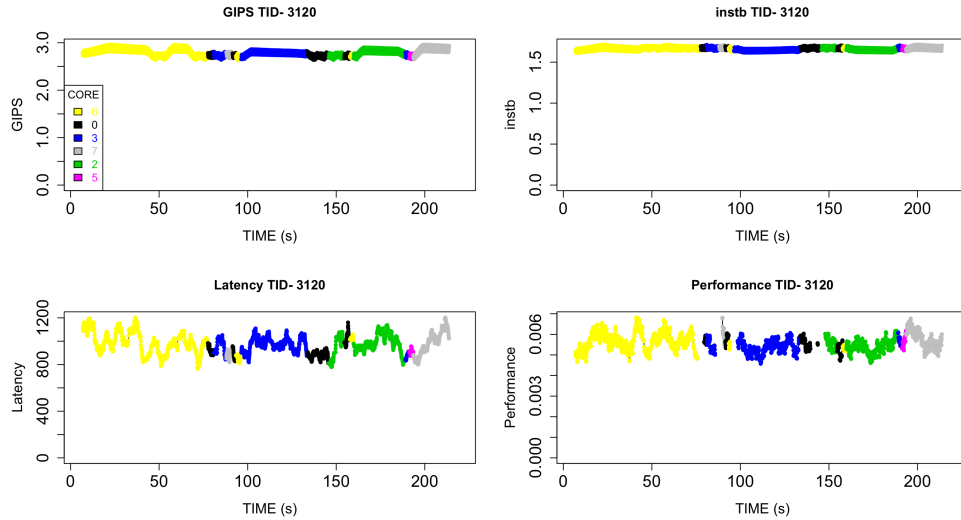 GIPS TID- 3120
GIPS
0.0 1.0 2.0 3.0
CORE
6
0
3
7
2
5
0 50 100 150 200
TIME (s)
instb TID- 3120
instb
0.0 0.5 1.0 1.5
0 50 100 150 200
TIME (s)
Latency TID- 3120
Latency
0 400 800 1200
0 50 100 150 200
TIME (s)
Performance TID- 3120
Performance
0.000 0.003 0.006
0 50 100 150 200
TIME (s)